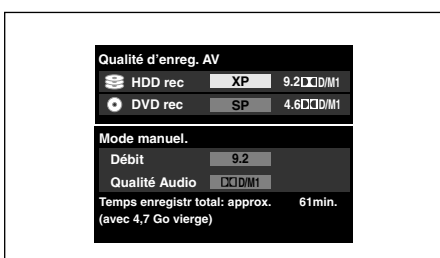 Qualité d'enreg. AV
HDD rec XP 9.2 D/M1
DVD rec SP 4.6 D/M1
Mode manuel.
Débit 9.2
Qualité Audio D/M1
Temps enregistr total: approx. 61min.
(avec 4,7 Go vierge)